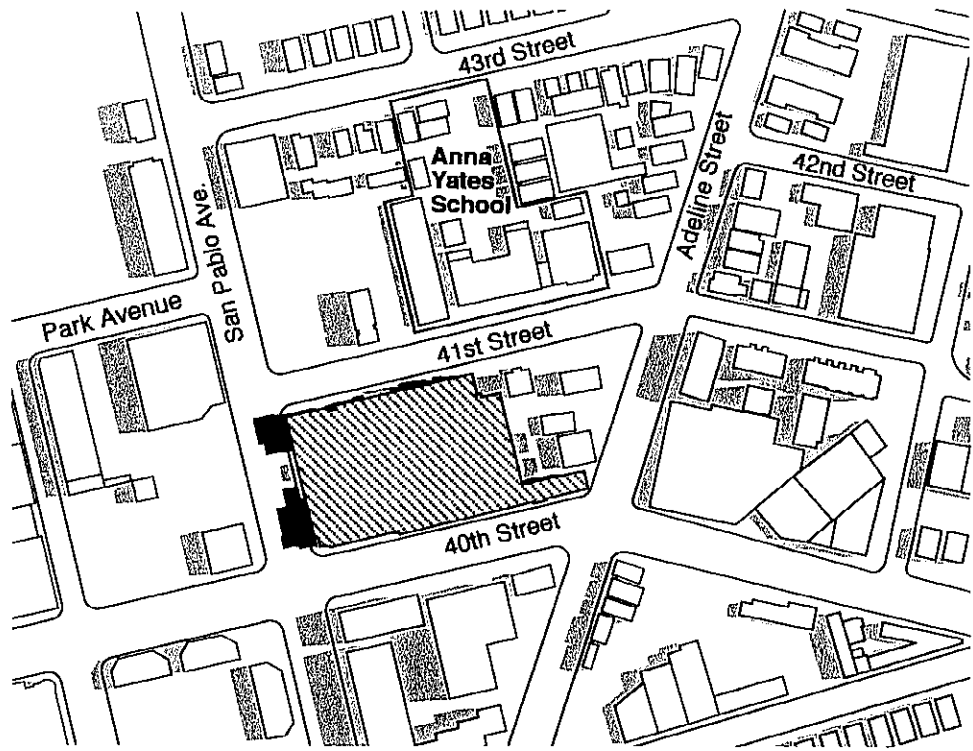 43rd Street
Anna
Yates
School
42nd Street
San Pablo Ave.
Adeline Street
Park Avenue
41st Street
40th Street